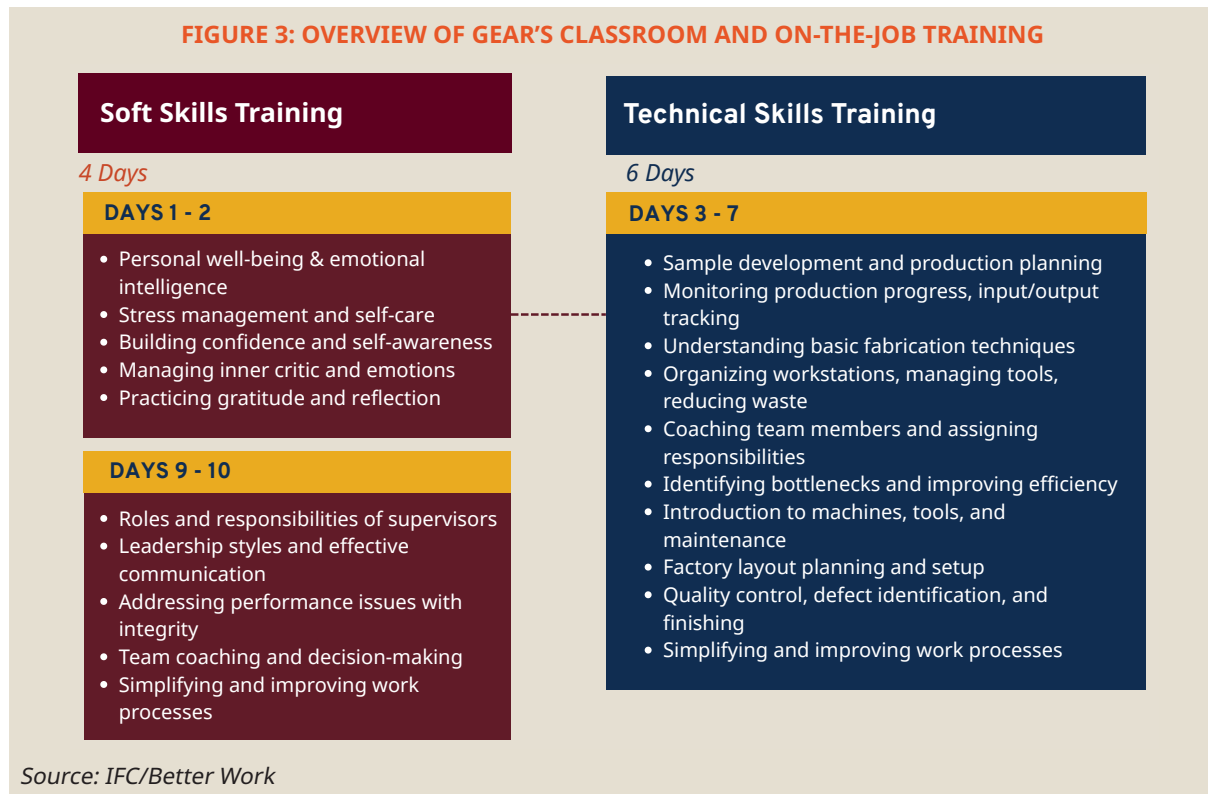 FIGURE 3: OVERVIEW OF GEAR’S CLASSROOM AND ON-THE-JOB TRAINING
Soft Skills Training
4 Days
DAYS 1 - 2
• Personal well-being & emotional
intelligence
• Stress management and self-care
• Building confidence and self-awareness
• Managing inner critic and emotions
• Practicing gratitude and reflection
DAYS 9 - 10
• Roles and responsibilities of supervisors
• Leadership styles and effective
communication
• Addressing performance issues with
integrity
• Team coaching and decision-making
• Simplifying and improving work
processes
Technical Skills Training
6 Days
DAYS 3 - 7
• Sample development and production planning
• Monitoring production progress, input/output
tracking
• Understanding basic fabrication techniques
• Organizing workstations, managing tools,
reducing waste
• Coaching team members and assigning
responsibilities
• Identifying bottlenecks and improving efficiency
• Introduction to machines, tools, and
maintenance
• Factory layout planning and setup
• Quality control, defect identification, and
finishing
• Simplifying and improving work processes
Source: IFC/Better Work